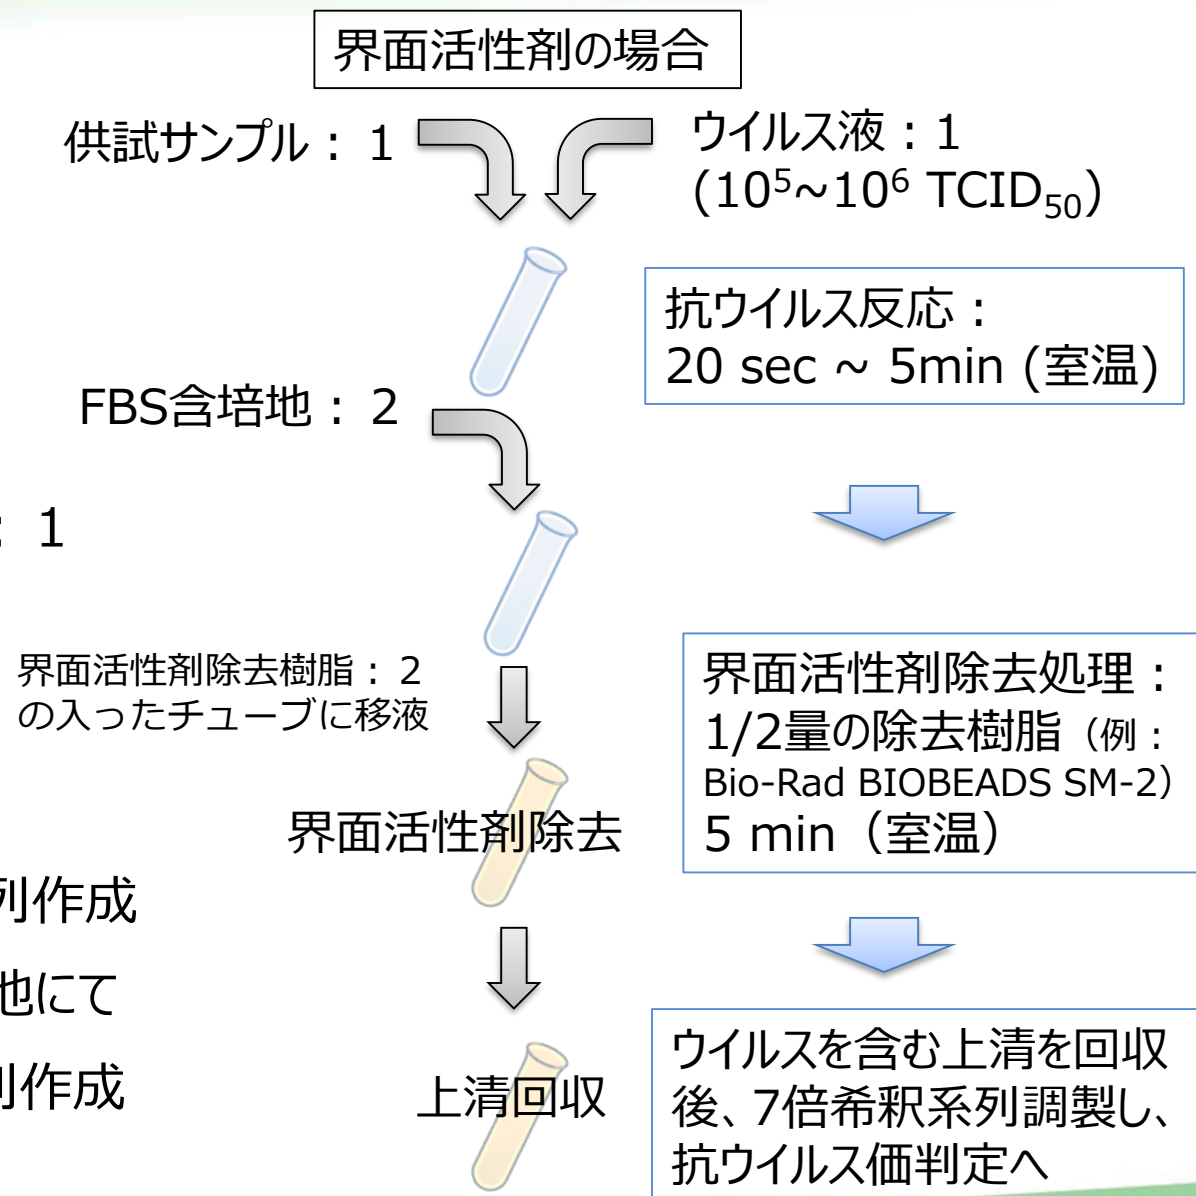 界面活性剤の場合
供試サンプル：1
ウイルス液：1
(10⁵~10⁶ TCID₅₀)
抗ウイルス反応：
20 sec ~ 5min (室温)
FBS含培地：2
：1
界面活性剤除去樹脂：2
の入ったチューブに移液
界面活性剤除去処理：
1/2量の除去樹脂（例：
Bio-Rad BIOBEADS SM-2）
5 min（室温）
界面活性剤除去
列作成
地にて
列作成
上清回収
ウイルスを含む上清を回収
後、7倍希釈系列調製し、
抗ウイルス価判定へ